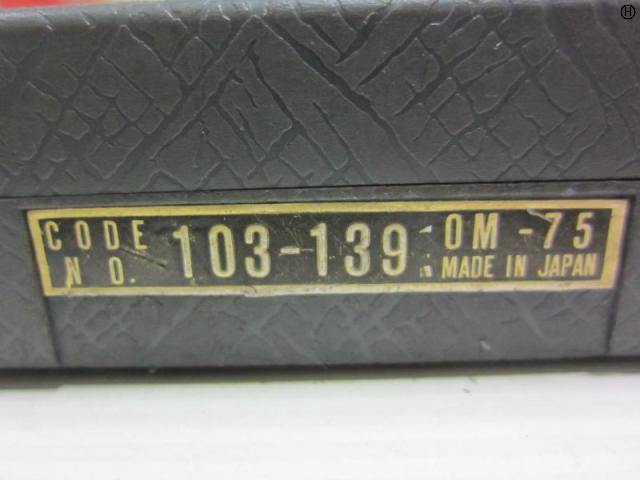 CODE NO. 103-139 OM-75
MADE IN JAPAN
H